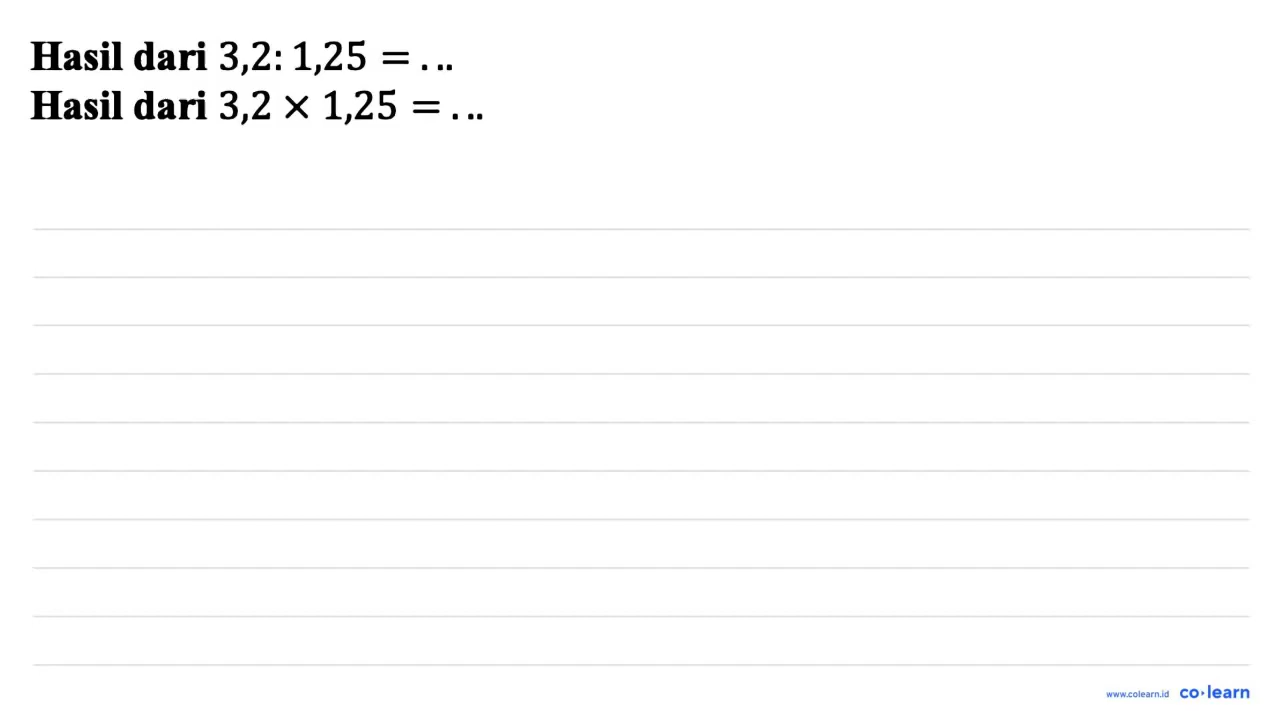 Hasil dari 3,2: 1,25 = ...
Hasil dari 3,2 × 1,25 = ...
www.colearn.id co learn